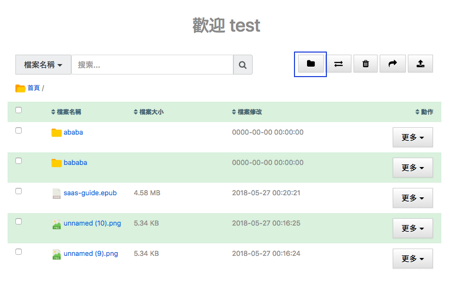 歡迎 test
檔案名稱 搜索...
首頁 /
檔案名稱 檔案大小 檔案修改 動作
ababa 0000-00-00 00:00:00 更多
bababa 0000-00-00 00:00:00 更多
saas-guide.epub 4.58 MB 2018-05-27 00:20:21 更多
unnamed (10).png 5.34 KB 2018-05-27 00:16:25 更多
unnamed (9).png 5.34 KB 2018-05-27 00:16:24 更多